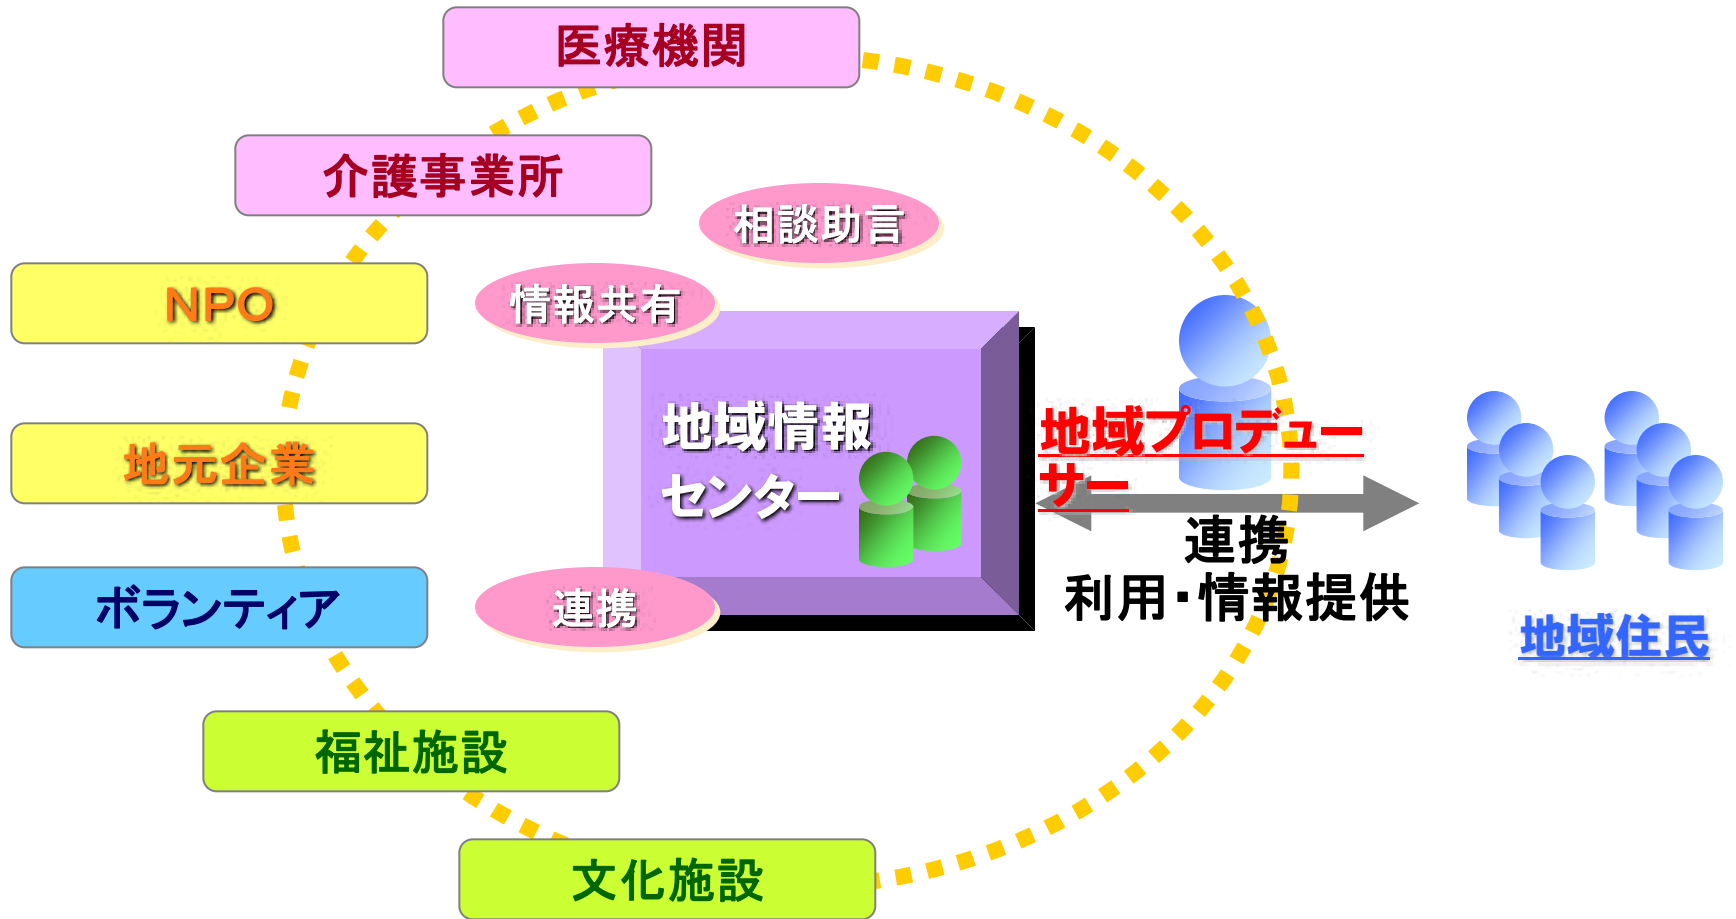 医療機関
介護事業所
相談助言
NPO
情報共有
地域情報
センター
地域プロデュー
サー
地元企業
連携
利用・情報提供
ボランティア
連携
地域住民
福祉施設
文化施設